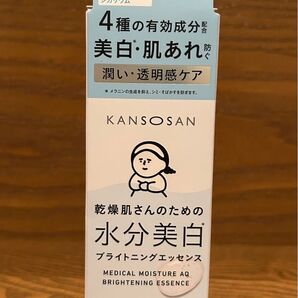 4種の有効成分配合
美白・肌あれ防ぐ
潤い・透明感ケア
*メラニンの生成を抑え、シミ・そばかすを防ぎます。
KANSOSAN
乾燥肌さんのための
水分美白*
ブライトニングエッセンス
MEDICAL MOISTURE AQ
BRIGHTENING ESSENCE